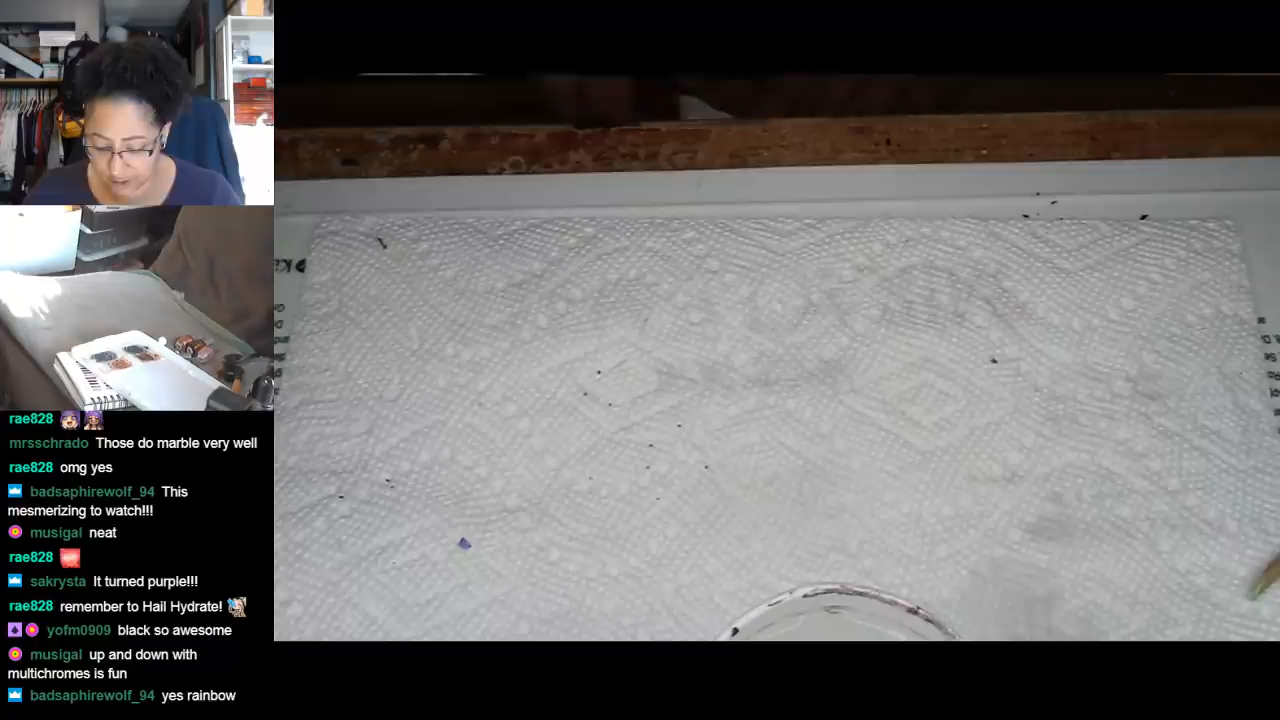 rae828
mrsschrado Those do marble very well
rae828 omg yes
badsaphirewolf_94 This
mesmerizing to watch!!!
musigal neat
rae828
sakrysta It turned purple!!!
rae828 remember to Hail Hydrate!
yofm0909 black so awesome
musigal up and down with
multichromes is fun
badsaphirewolf_94 yes rainbow